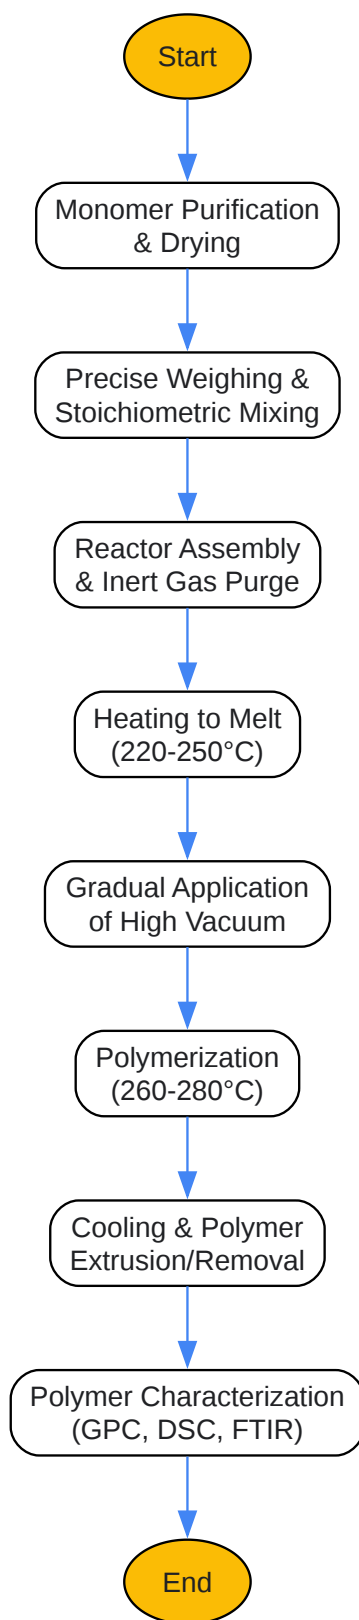 Start
Monomer Purification
& Drying
Precise Weighing &
Stoichiometric Mixing
Reactor Assembly
& Inert Gas Purge
Heating to Melt
(220-250°C)
Gradual Application
of High Vacuum
Polymerization
(260-280°C)
Cooling & Polymer
Extrusion/Removal
Polymer Characterization
(GPC, DSC, FTIR)
End